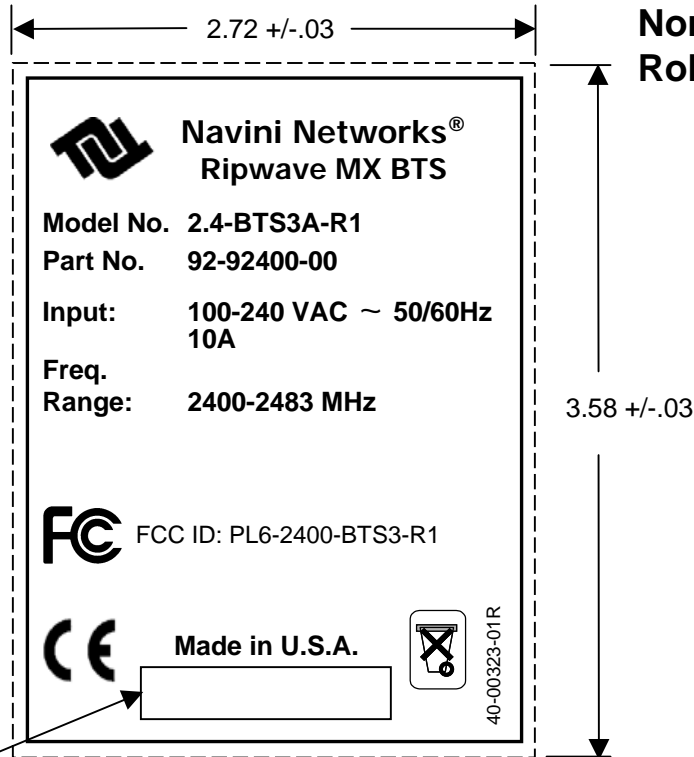 2.72 +/-.03
Navini Networks®
Ripwave MX BTS
Model No. 2.4-BTS3A-R1
Part No. 92-92400-00
Input: 100-240 VAC ~ 50/60Hz
10A
Freq.
Range: 2400-2483 MHz
3.58 +/-.03
FC FCC ID: PL6-2400-BTS3-R1
CE Made in U.S.A.
40-00323-01R